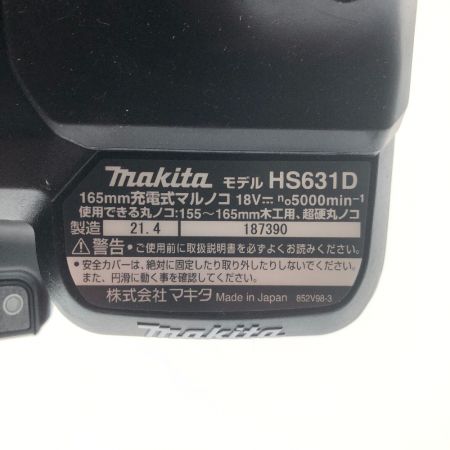 makita モデル HS631D
165mm充電式マルノコ 18V⎓ n₀5000min⁻¹
使用できる丸ノコ:155～165mm木工用、超硬丸ノコ
製造 21.4 187390
⚠警告 ●ご使用前に取扱説明書を必ずよくお読みください。
●安全カバーは、絶対に固定したり取り外したりしないでください。
また、円滑に動く事を確認してください。
株式会社 マキタ Made in Japan 852V98-3
makita